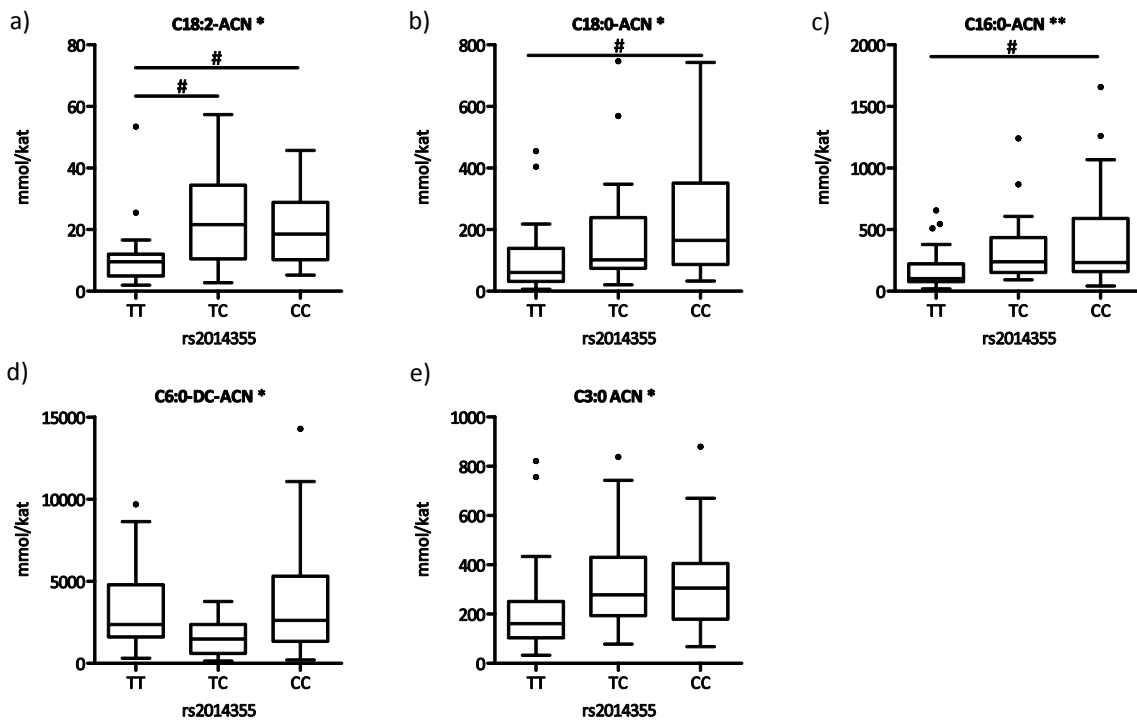 a)
C18:2-ACN *
80
60
40
20
0
mmol/kat
#
#
TT TC CC
rs2014355
b)
C18:0-ACN *
800
600
400
200
0
mmol/kat
#
TT TC CC
rs2014355
c)
C16:0-ACN **
2000
1500
1000
500
0
mmol/kat
#
TT TC CC
rs2014355
d)
C6:0-DC-ACN *
15000
10000
5000
0
mmol/kat
TT TC CC
rs2014355
e)
C3:0 ACN *
1000
800
600
400
200
0
mmol/kat
TT TC CC
rs2014355